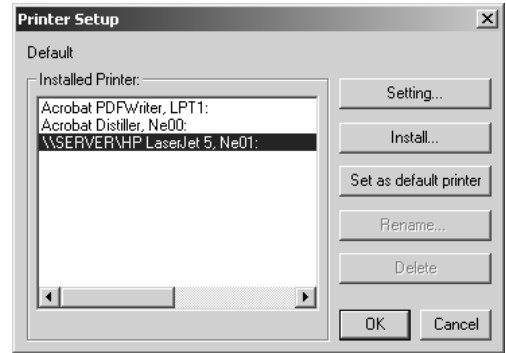 Printer Setup
Default
Installed Printer:
Acrobat PDFWriter, LPT1:
Acrobat Distiller, Ne00:
\\SERVER\HP LaserJet 5, Ne01:
Setting...
Install...
Set as default printer
Rename...
Delete
OK
Cancel